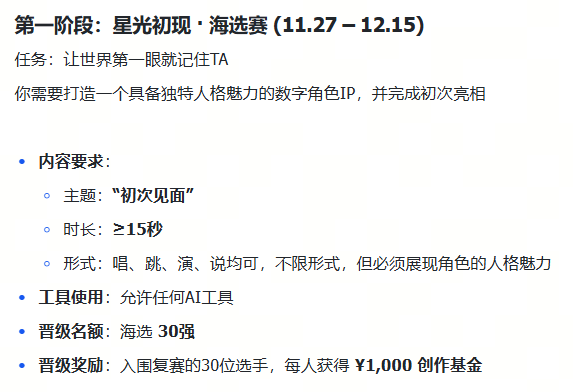 第一阶段：星光初现 · 海选赛 (11.27 – 12.15)
任务：让世界第一眼就记住TA
你需要打造一个具备独特人格魅力的数字角色IP，并完成初次亮相
内容要求：
主题：“初次见面”
时长：≥15秒
形式：唱、跳、演、说均可，不限形式，但必须展现角色的人格魅力
工具使用：允许任何AI工具
晋级名额：海选 30强
晋级奖励：入围复赛的30位选手，每人获得 ¥1,000 创作基金